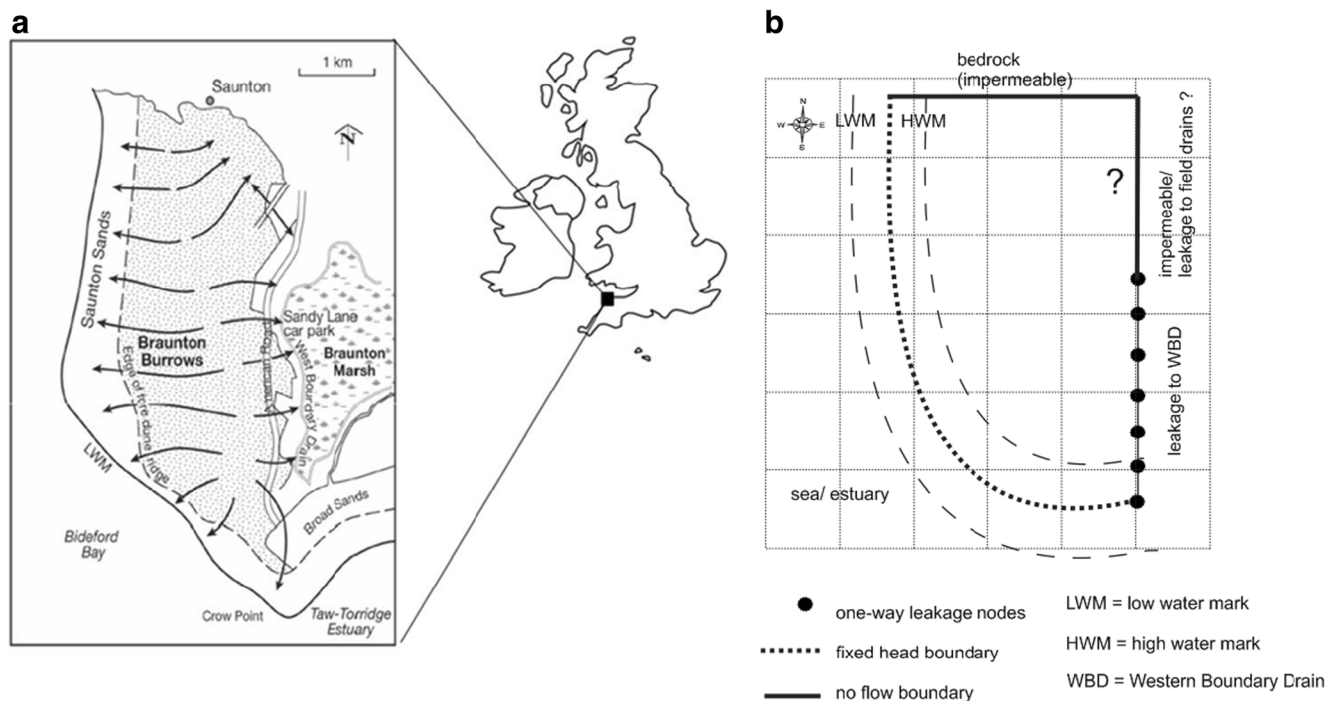 a
1 km
Saunton
N
Saunton Sands
Sandy Lane
car park
Braunton
Burrows
Braunton
Marsh
American Road
West Boundary Drain
Edge of fore dune ridge
LWM
Broad Sands
Bideford
Bay
Crow Point
Taw-Torridge
Estuary
b
bedrock
(impermeable)
N
W
E
LWM
HWM
?
impermeable/
leakage to field drains ?
leakage to WBD
sea/ estuary
one-way leakage nodes
fixed head boundary
no flow boundary
LWM = low water mark
HWM = high water mark
WBD = Western Boundary Drain